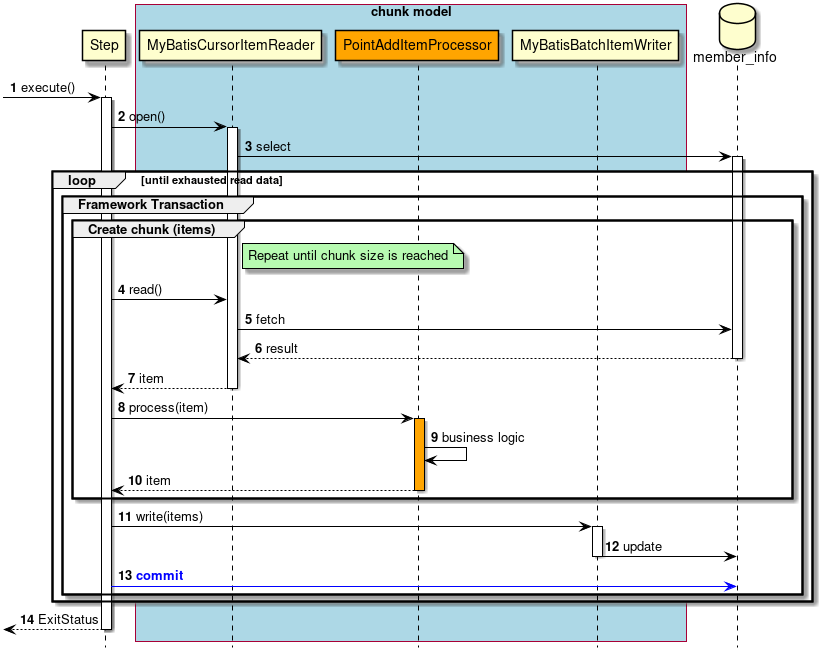 chunk model
Step
MyBatisCursorItemReader
PointAddItemProcessor
MyBatisBatchItemWriter
member_info
1 execute()
2 open()
3 select
loop
[until exhausted read data]
Framework Transaction
Create chunk (items)
Repeat until chunk size is reached
4 read()
5 fetch
6 result
7 item
8 process(item)
9 business logic
10 item
11 write(items)
12 update
13 commit
14 ExitStatus